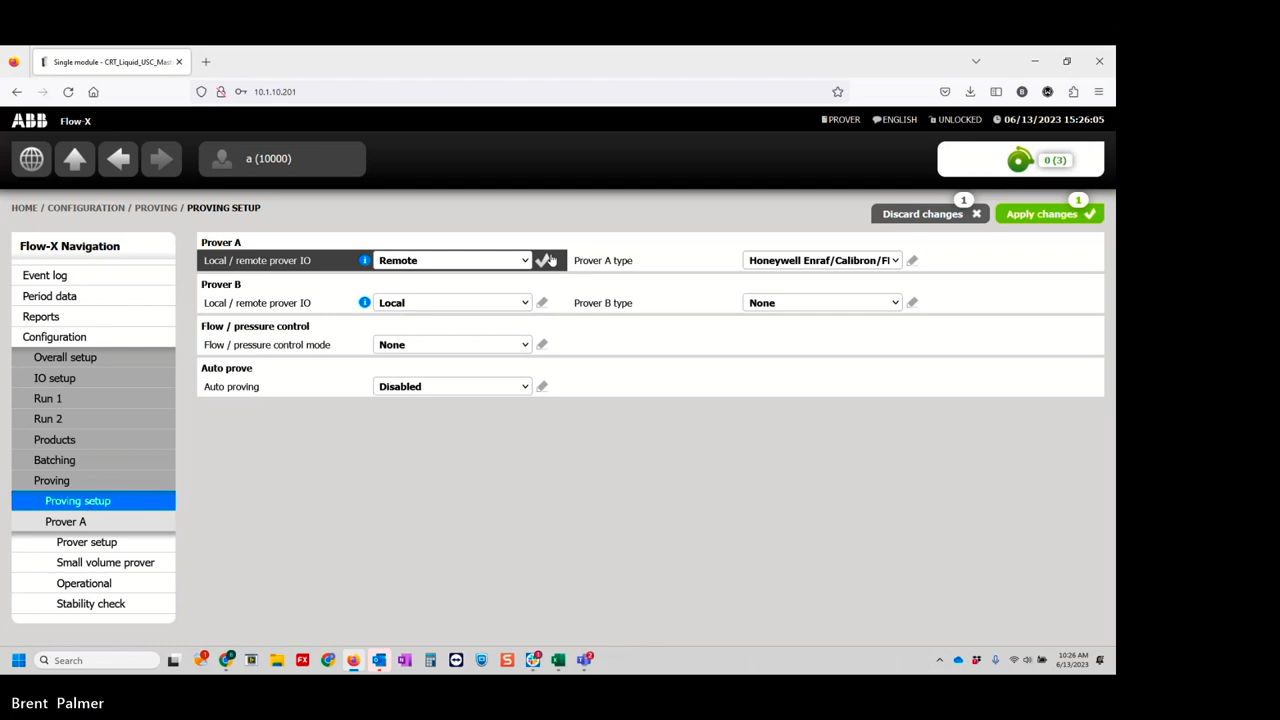 Single module - CRT_Liquid_USC_Mast
10.1.10.201
ABB Flow-X
PROVER ENGLISH UNLOCKED 06/13/2023 15:26:05
a (10000)
0 (3)
HOME / CONFIGURATION / PROVING / PROVING SETUP
1 1
Discard changes Apply changes
Flow-X Navigation
Event log
Period data
Reports
Configuration
Overall setup
IO setup
Run 1
Run 2
Products
Batching
Proving
Proving setup
Prover A
Prover setup
Small volume prover
Operational
Stability check
Prover A
Local / remote prover IO Remote Prover A type Honeywell Enraf/Calibron/Fl
Prover B
Local / remote prover IO Local Prover B type None
Flow / pressure control
Flow / pressure control mode None
Auto prove
Auto proving Disabled
Search
10:26 AM
6/13/2023
Brent Palmer